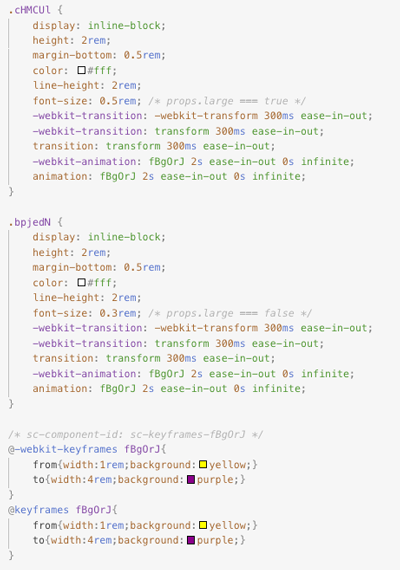 .cHMCUl {
display: inline-block;
height: 2rem;
margin-bottom: 0.5rem;
color: #fff;
line-height: 2rem;
font-size: 0.5rem; /* props.large === true */
-webkit-transition: -webkit-transform 300ms ease-in-out;
-webkit-transition: transform 300ms ease-in-out;
transition: transform 300ms ease-in-out;
-webkit-animation: fBgOrJ 2s ease-in-out 0s infinite;
animation: fBgOrJ 2s ease-in-out 0s infinite;
}
.bpjedN {
display: inline-block;
height: 2rem;
margin-bottom: 0.5rem;
color: #fff;
line-height: 2rem;
font-size: 0.3rem; /* props.large === false */
-webkit-transition: -webkit-transform 300ms ease-in-out;
-webkit-transition: transform 300ms ease-in-out;
transition: transform 300ms ease-in-out;
-webkit-animation: fBgOrJ 2s ease-in-out 0s infinite;
animation: fBgOrJ 2s ease-in-out 0s infinite;
}
/* sc-component-id: sc-keyframes-fBgOrJ */
@-webkit-keyframes fBgOrJ{
from{width:1rem;background:yellow;}
to{width:4rem;background:purple;}
}
@keyframes fBgOrJ{
from{width:1rem;background:yellow;}
to{width:4rem;background:purple;}
}